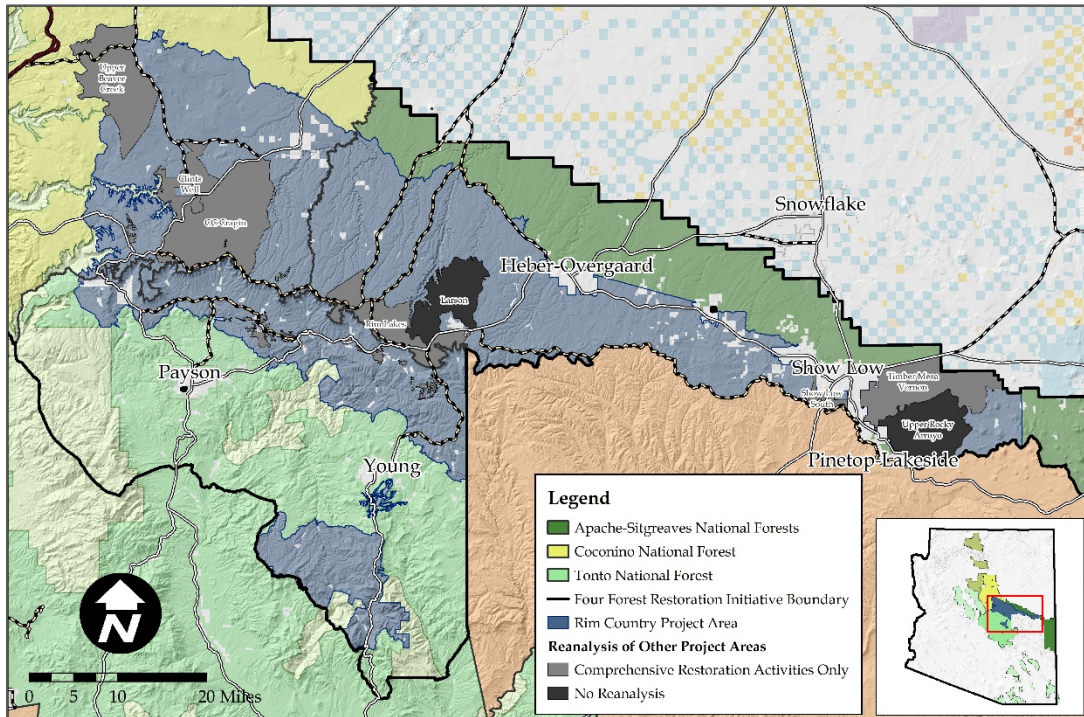 Upper
Beaver
Creek
Clints
Well
C.C. Cragin
Snowflake
Heber-Overgaard
Larson
Rim Lakes
Payson
Show Low
Timber Mesa
Vernon
Show Low
South
Upper Rocky
Arroyo
Pinetop-Lakeside
Young
Legend
Apache-Sitgreaves National Forests
Coconino National Forest
Tonto National Forest
Four Forest Restoration Initiative Boundary
Rim Country Project Area
Reanalysis of Other Project Areas
Comprehensive Restoration Activities Only
No Reanalysis
N
0 5 10 20 Miles